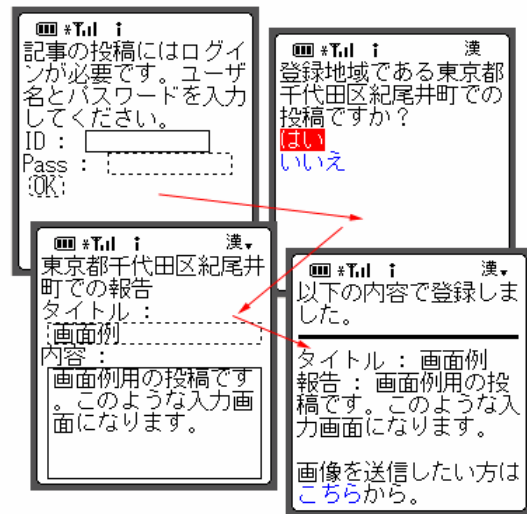 記事の投稿にはログイ
ンが必要です。ユーザ
名とパスワードを入力
してください。
ID :
Pass :
OK
漢
登録地域である東京都
千代田区紀尾井町での
投稿ですか？
はい
いいえ
漢
東京都千代田区紀尾井
町での報告
タイトル :
画面例
内容 :
画面例用の投稿です
。このような入力画
面になります。
漢
以下の内容で登録しま
した。
タイトル : 画面例
報告 : 画面例用の投
稿です。このような入
力画面になります。
画像を送信したい方は
こちらから。